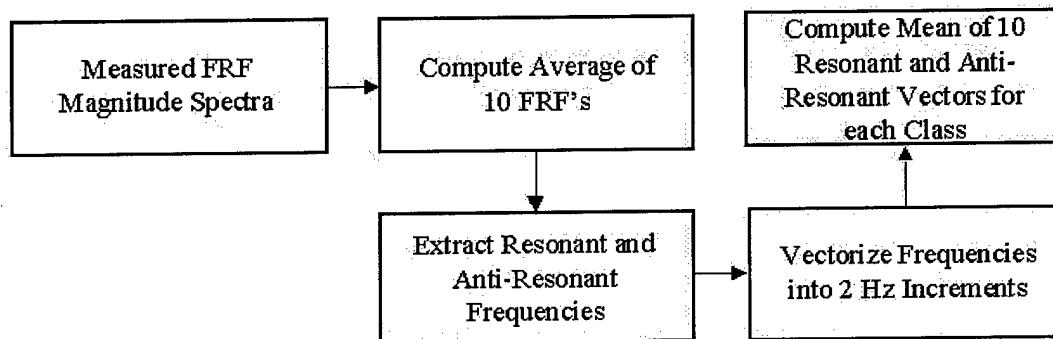 Measured FRF
Magnitude Spectra
Compute Average of
10 FRF's
Extract Resonant and
Anti-Resonant
Frequencies
Vectorize Frequencies
into 2 Hz Increments
Compute Mean of 10
Resonant and Anti-
Resonant Vectors for
each Class